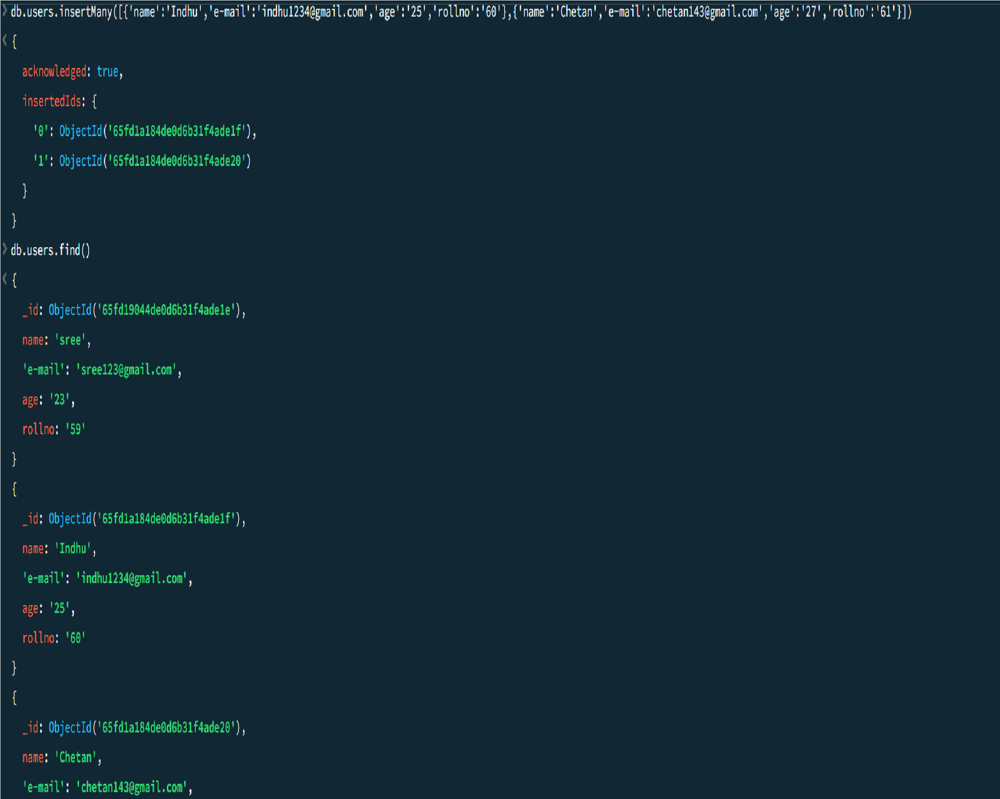 db.users.insertMany([{'name':'Indhu','e-mail':'indhu1234@gmail.com','age':'25','rollno':'60'},{'name':'Chetan','e-mail':'chetan143@gmail.com','age':'27','rollno':'61'}])
{
acknowledged: true,
insertedIds: {
'0': ObjectId('65fd1a184de0d6b31f4ade1f'),
'1': ObjectId('65fd1a184de0d6b31f4ade20')
}
}
db.users.find()
{
_id: ObjectId('65fd19044de0d6b31f4ade1e'),
name: 'sree',
'e-mail': 'sree123@gmail.com',
age: '23',
rollno: '59'
}
{
_id: ObjectId('65fd1a184de0d6b31f4ade1f'),
name: 'Indhu',
'e-mail': 'indhu1234@gmail.com',
age: '25',
rollno: '60'
}
{
_id: ObjectId('65fd1a184de0d6b31f4ade20'),
name: 'Chetan',
'e-mail': 'chetan143@gmail.com',